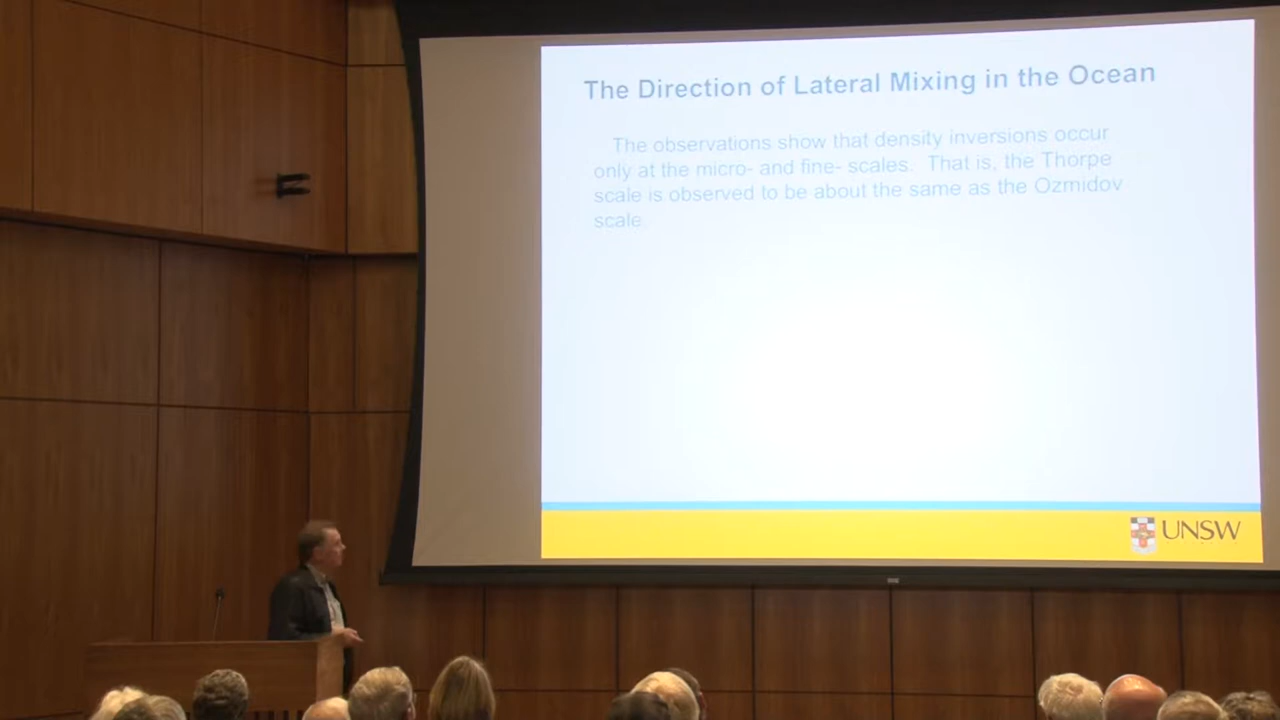 The Direction of Lateral Mixing in the Ocean
The observations show that density inversions occur
only at the micro- and fine- scales. That is, the Thorpe
scale is observed to be about the same as the Ozmidov
scale.
UNSW